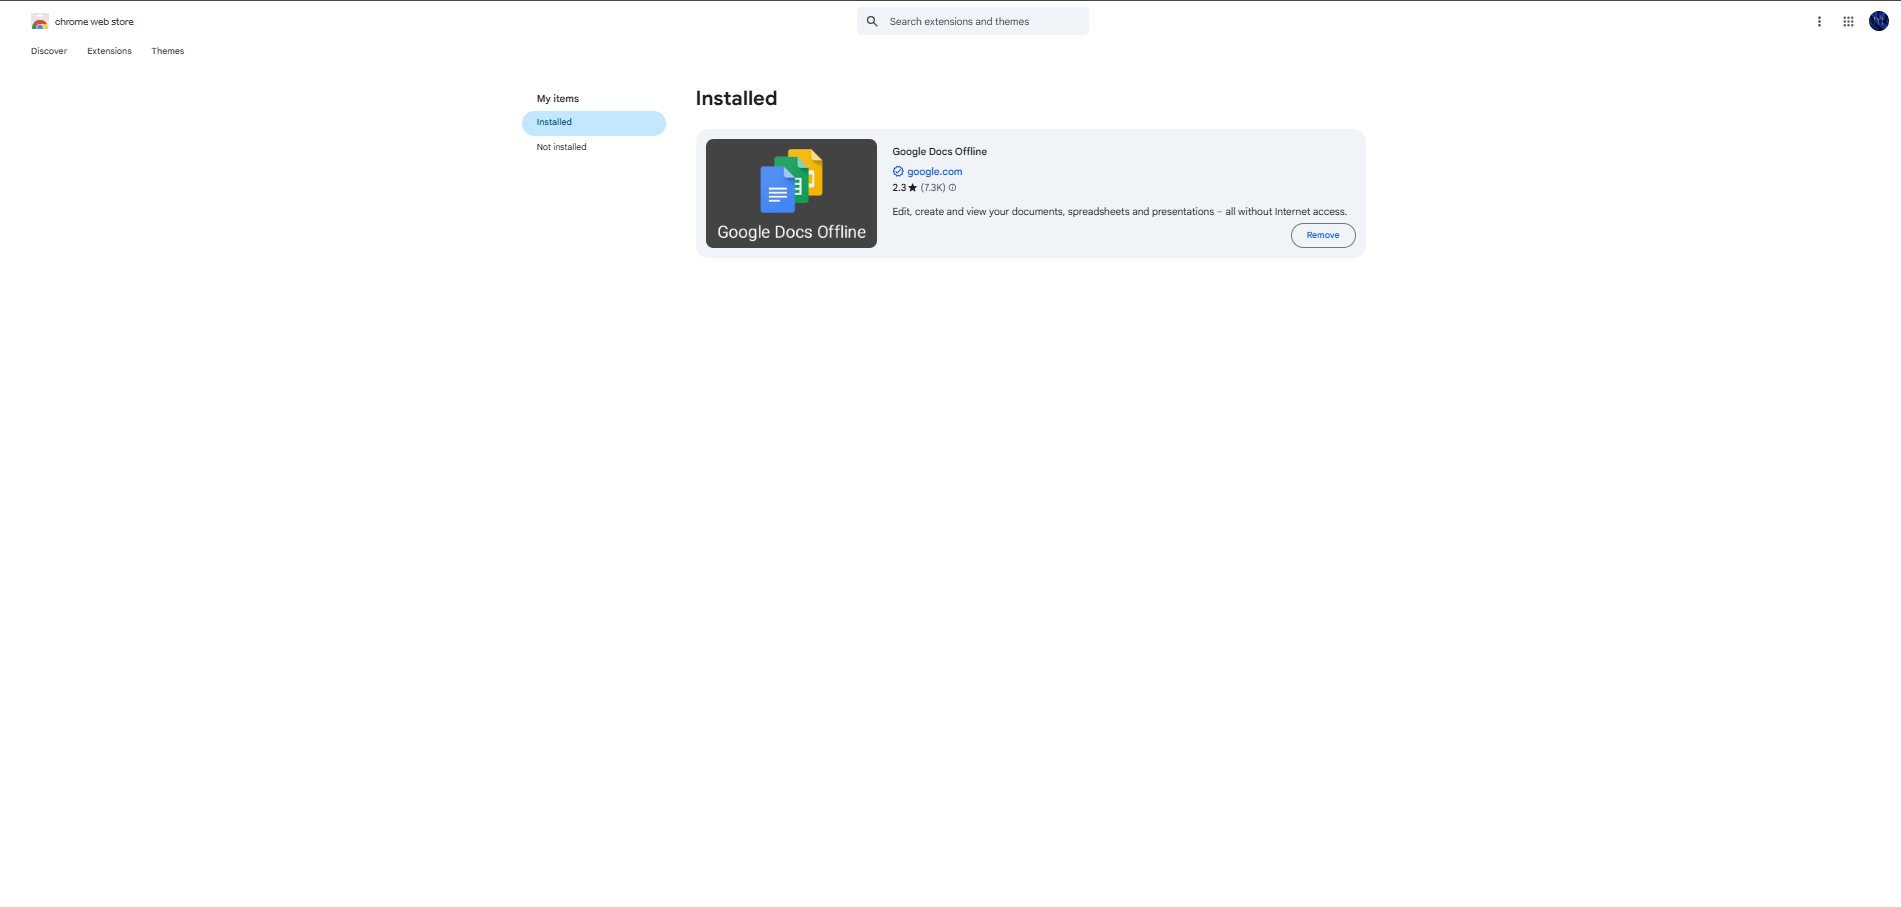 chrome web store
Search extensions and themes
Discover
Extensions
Themes
My items
Installed
Not installed
Installed
Google Docs Offline
Google Docs Offline
google.com
2.3★ (7.3K)
Edit, create and view your documents, spreadsheets and presentations – all without Internet access.
Remove